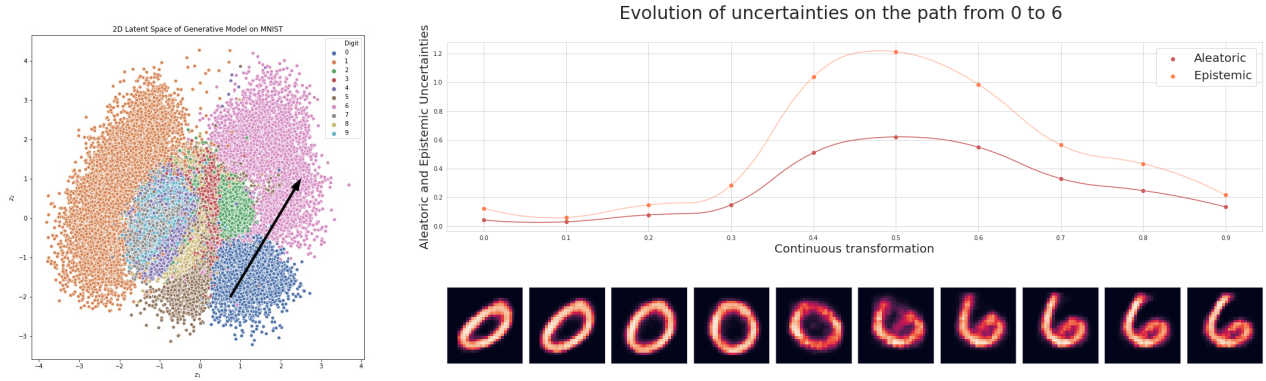 Evolution of uncertainties on the path from 0 to 6
2D Latent Space of Generative Model on MNIST
Digit
0
1
2
3
4
5
6
7
8
9
4
3
2
1
0
−1
−2
−3
z2
−4 −3 −2 −1 0 1 2 3 4
z1
Aleatoric and Epistemic Uncertainties
1.2
1.0
0.8
0.6
0.4
0.2
0.0
Aleatoric
Epistemic
0.0 0.1 0.2 0.3 0.4 0.5 0.6 0.7 0.8 0.9
Continuous transformation